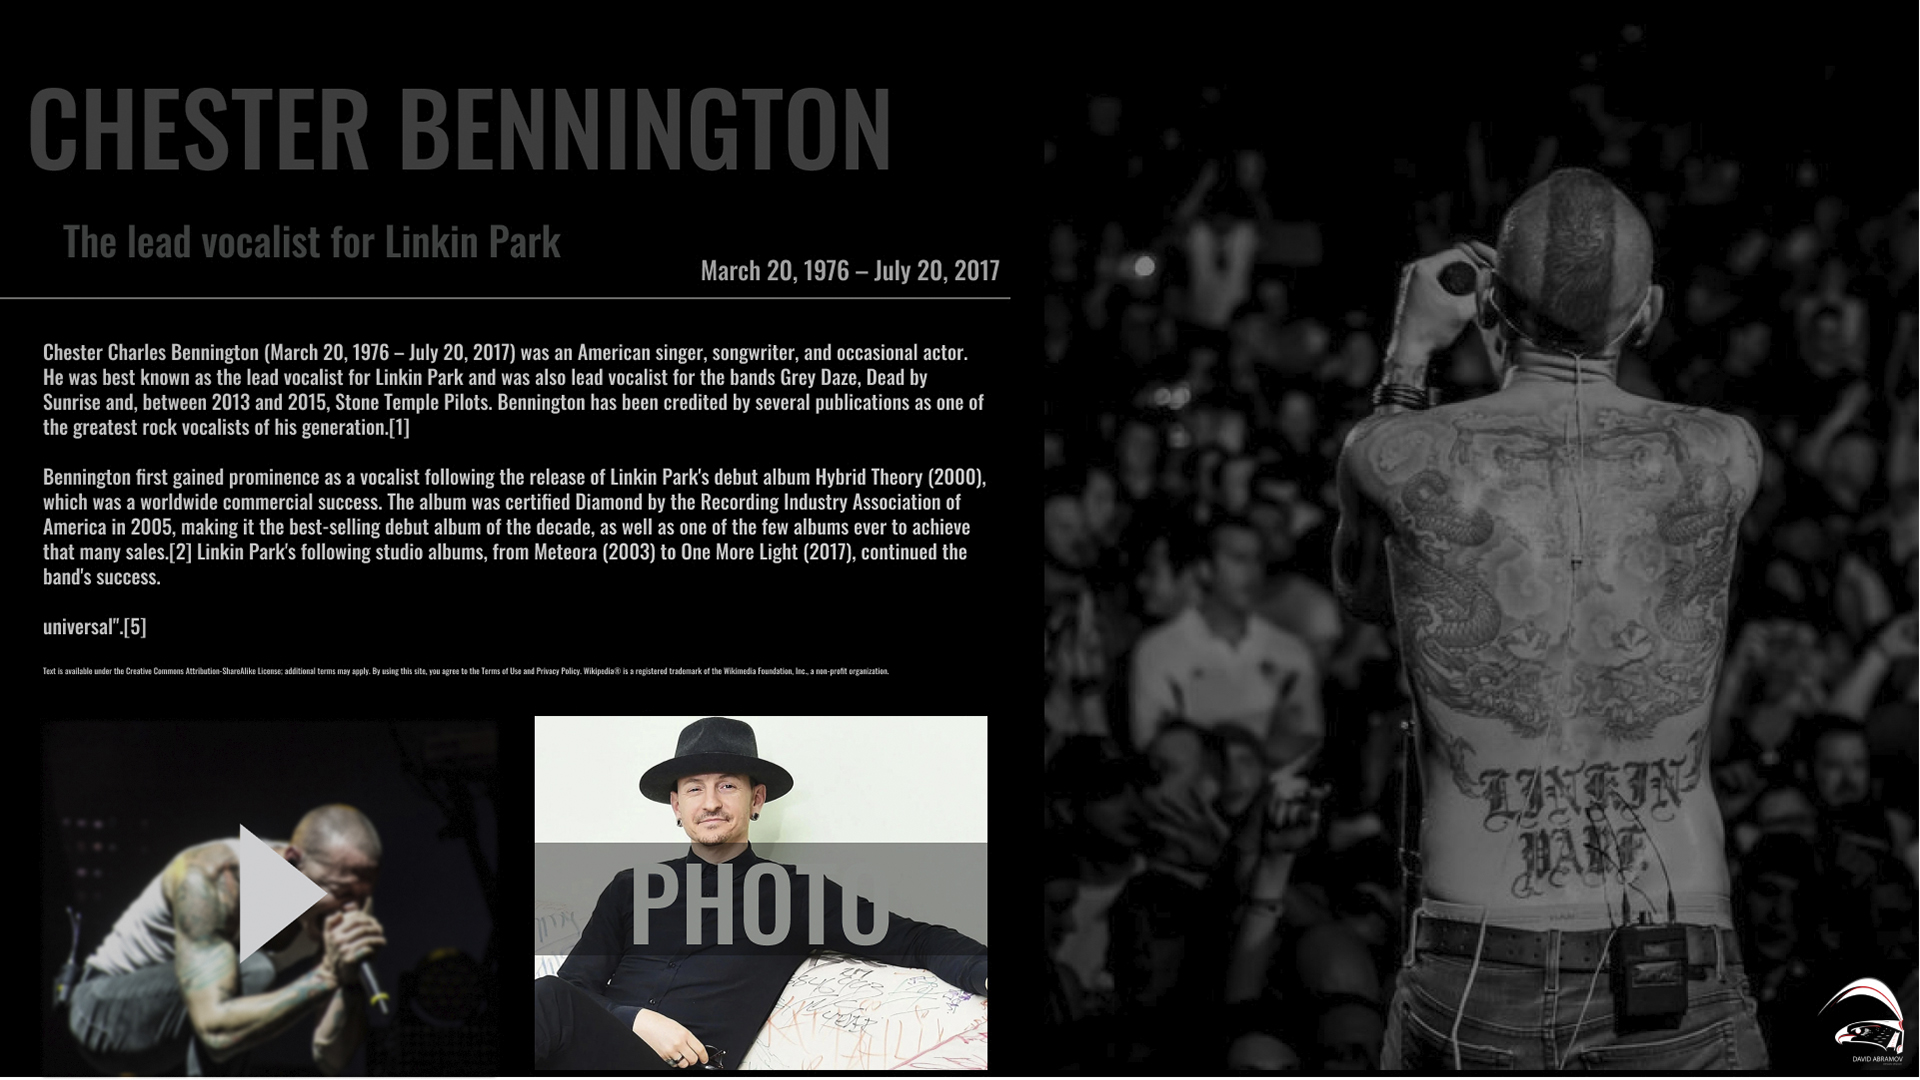 CHESTER BENNINGTON
The lead vocalist for Linkin Park
March 20, 1976 – July 20, 2017
Chester Charles Bennington (March 20, 1976 – July 20, 2017) was an American singer, songwriter, and occasional actor.
He was best known as the lead vocalist for Linkin Park and was also lead vocalist for the bands Grey Daze, Dead by
Sunrise and, between 2013 and 2015, Stone Temple Pilots. Bennington has been credited by several publications as one of
the greatest rock vocalists of his generation.[1]
Bennington first gained prominence as a vocalist following the release of Linkin Park's debut album Hybrid Theory (2000),
which was a worldwide commercial success. The album was certified Diamond by the Recording Industry Association of
America in 2005, making it the best-selling debut album of the decade, as well as one of the few albums ever to achieve
that many sales.[2] Linkin Park's following studio albums, from Meteora (2003) to One More Light (2017), continued the
band's success.
universal".[5]
Text is available under the Creative Commons Attribution-ShareAlike License; additional terms may apply. By using this site, you agree to the Terms of Use and Privacy Policy. Wikipedia® is a registered trademark of the Wikimedia Foundation, Inc., a non-profit organization.
PHOTO
LINKIN
PARK
DAVID ABRAMOV